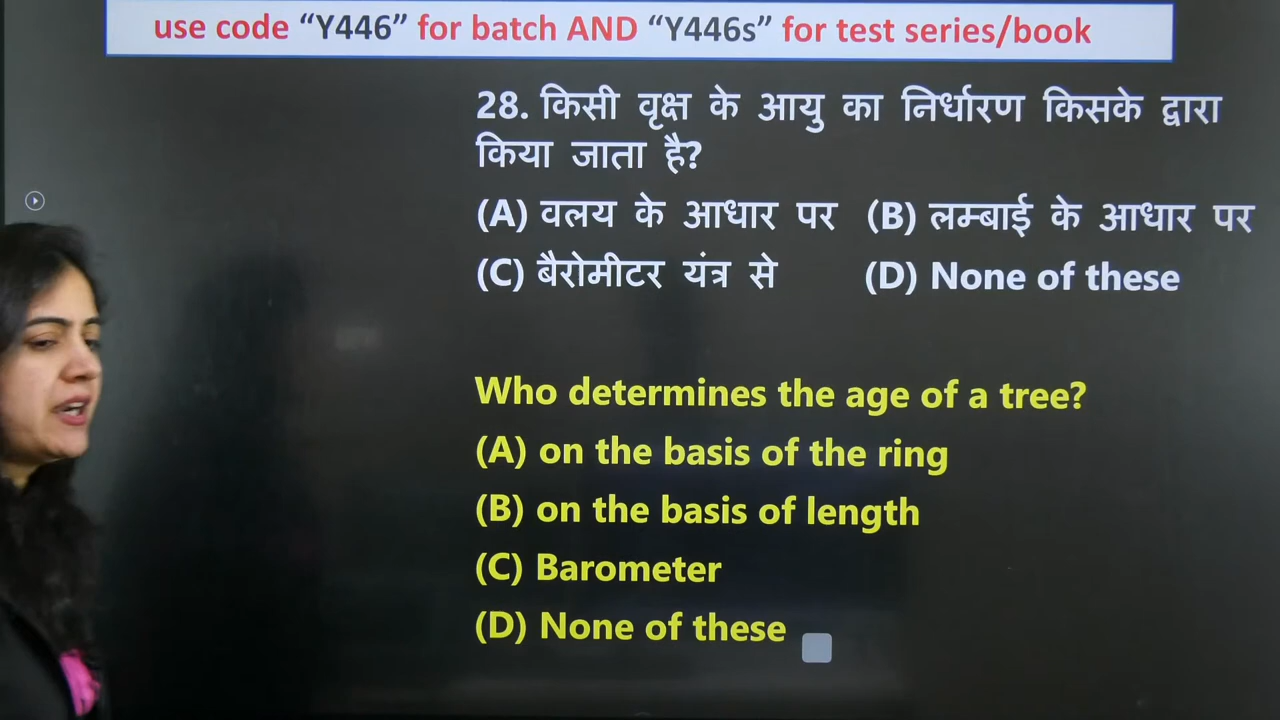 use code “Y446” for batch AND “Y446s” for test series/book
28. किसी वृक्ष के आयु का निर्धारण किसके द्वारा
किया जाता है?
(A) वलय के आधार पर (B) लम्बाई के आधार पर
(C) बैरोमीटर यंत्र से (D) None of these
Who determines the age of a tree?
(A) on the basis of the ring
(B) on the basis of length
(C) Barometer
(D) None of these